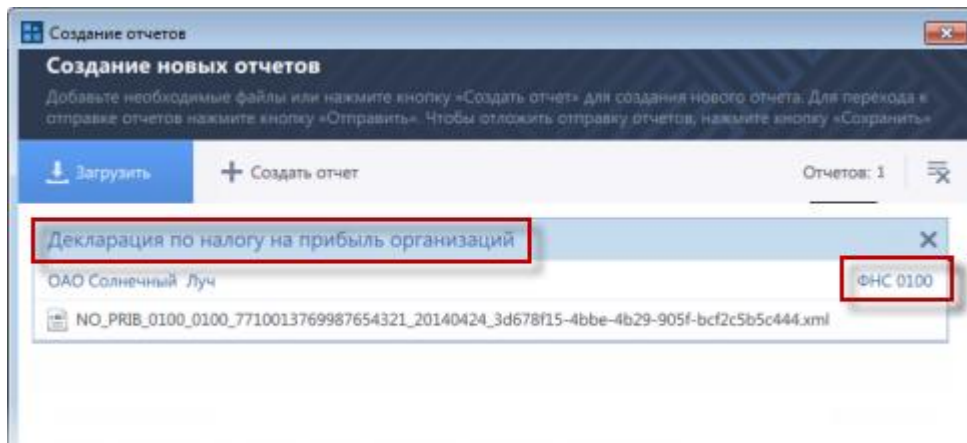 Создание отчетов
Создание новых отчетов
Добавьте необходимые файлы или нажмите кнопку «Создать отчет» для создания нового отчета. Для перехода к
отправке отчетов нажмите кнопку «Отправить». Чтобы отложить отправку отчетов, нажмите кнопку «Сохранить»
Загрузить
Создать отчет
Отчетов: 1
Декларация по налогу на прибыль организаций
ОАО Солнечный Луч
ФНС 0100
NO_PRIB_0100_0100_7710013769987654321_20140424_3d678f15-4bbe-4b29-905f-bcf2c5b5c444.xml